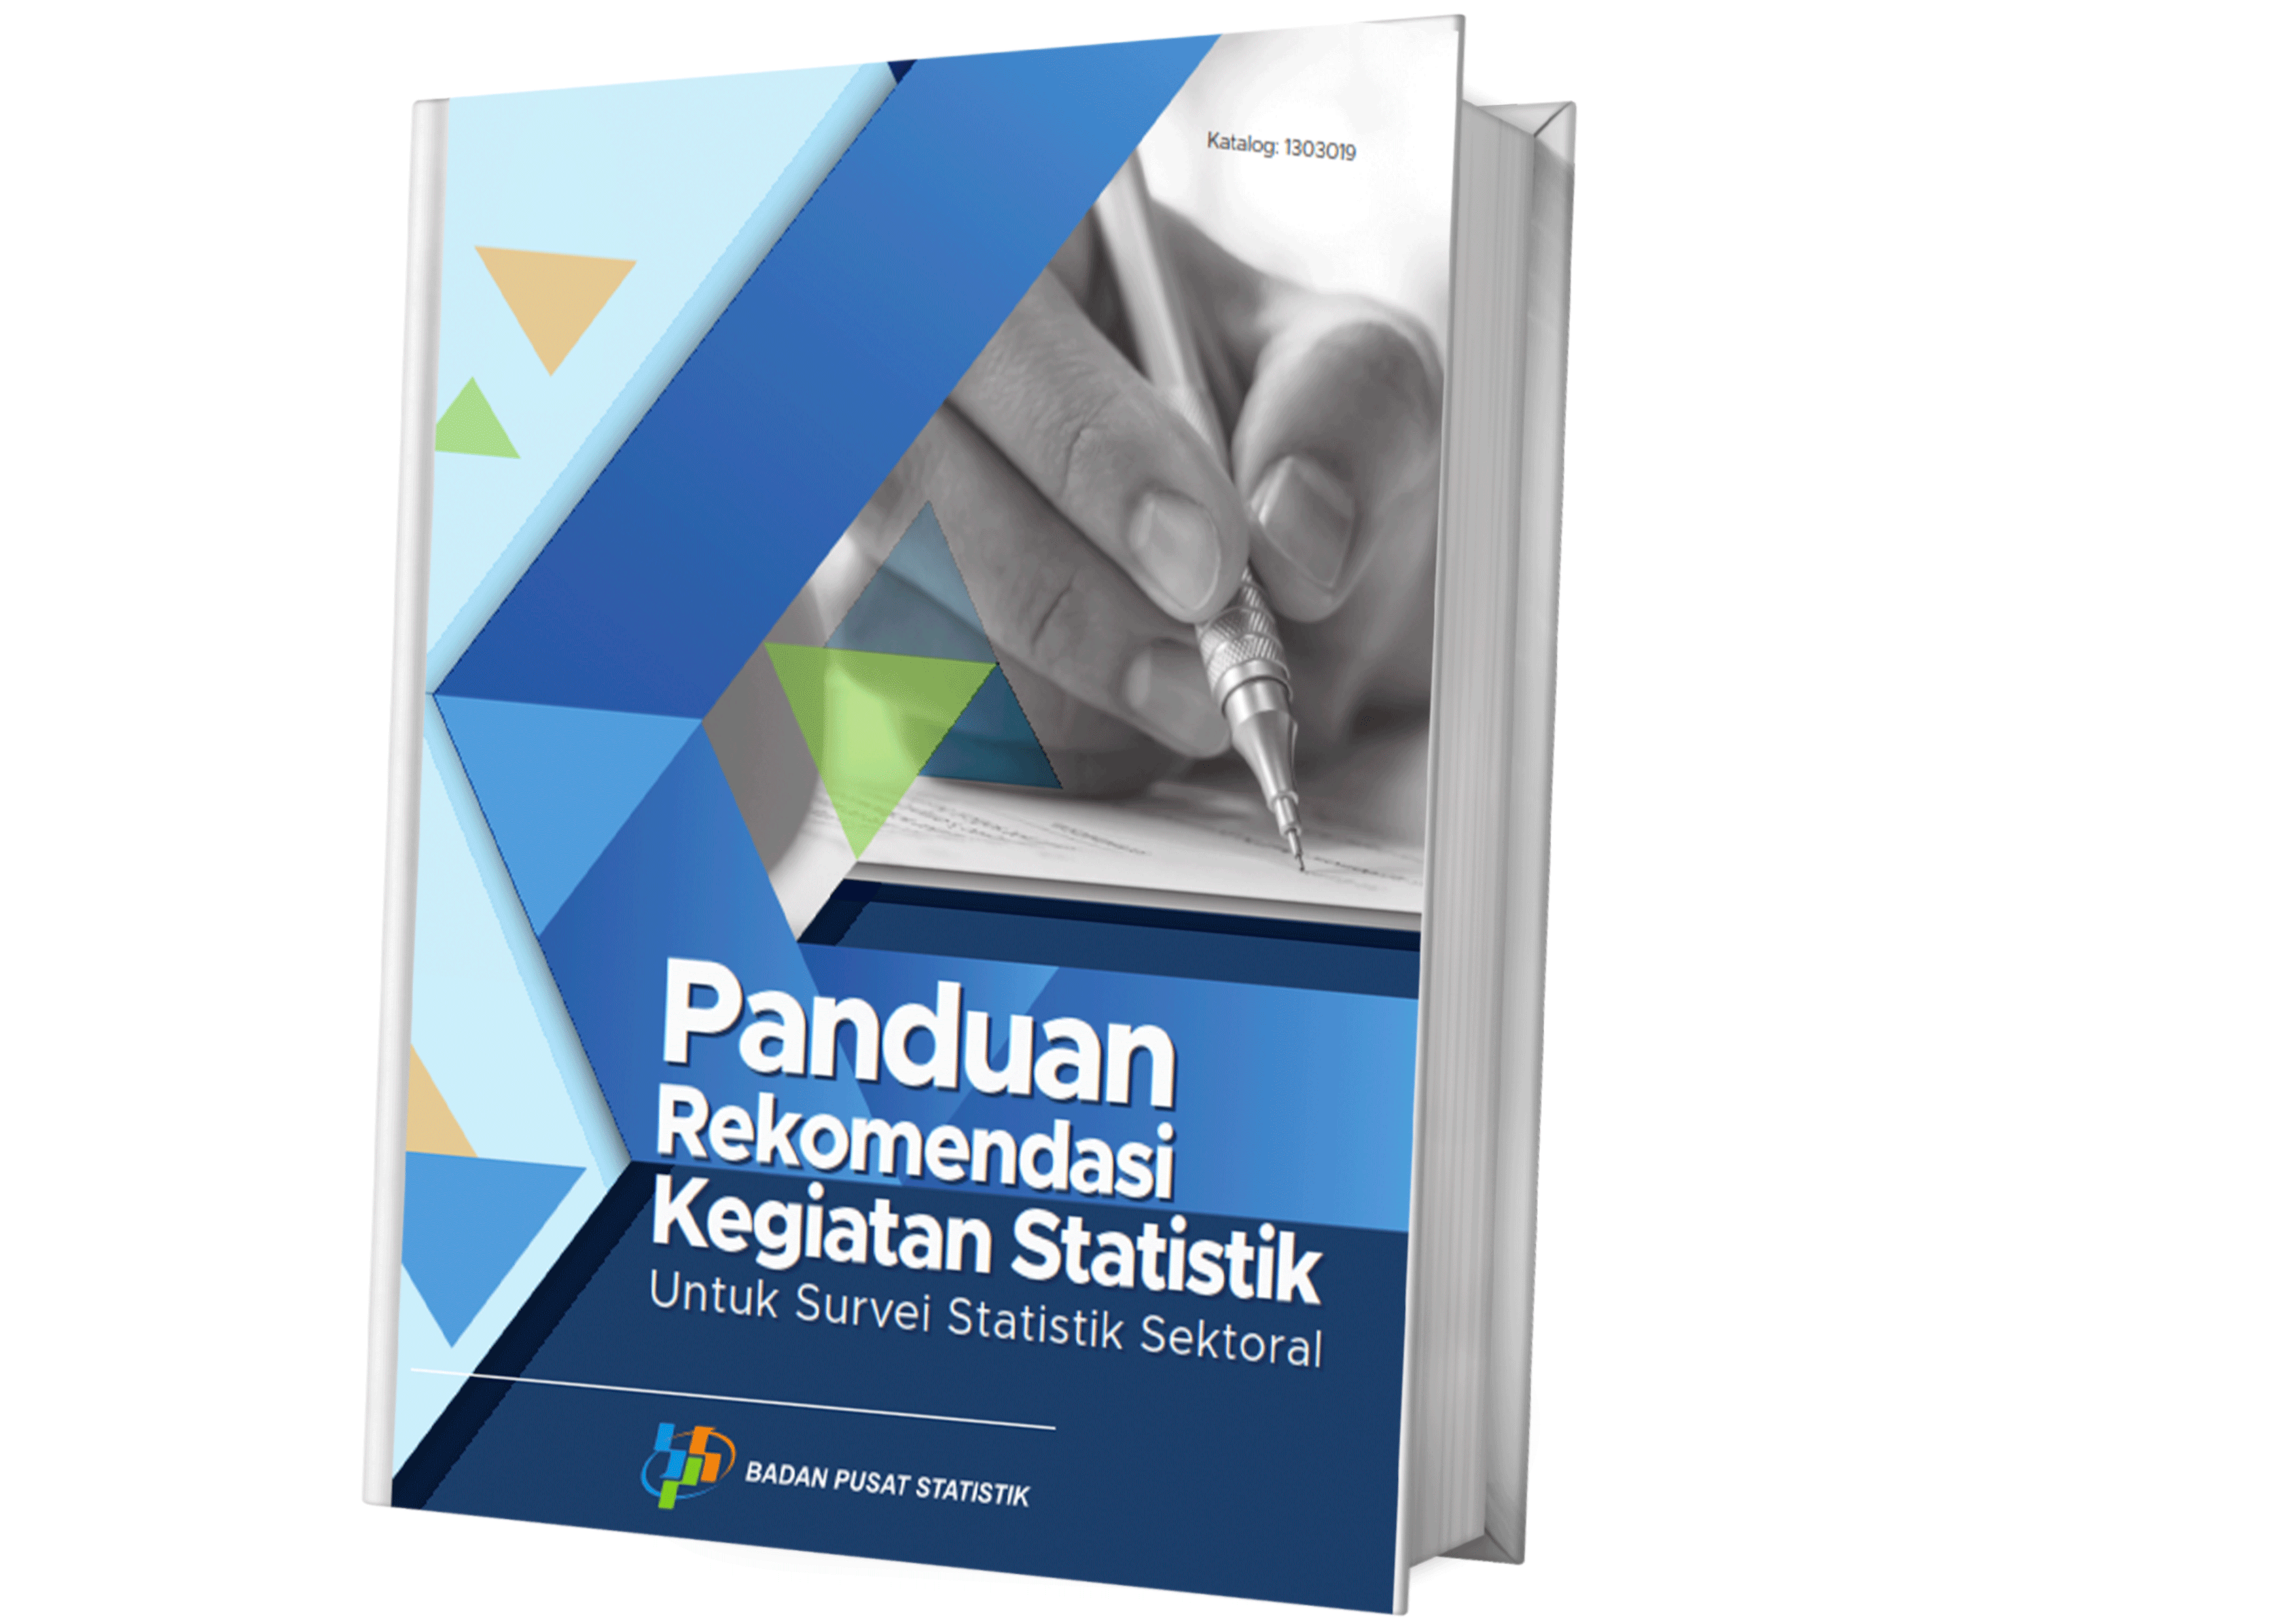 Katalog: 1303019
Panduan
Rekomendasi
Kegiatan Statistik
Untuk Survei Statistik Sektoral
BADAN PUSAT STATISTIK